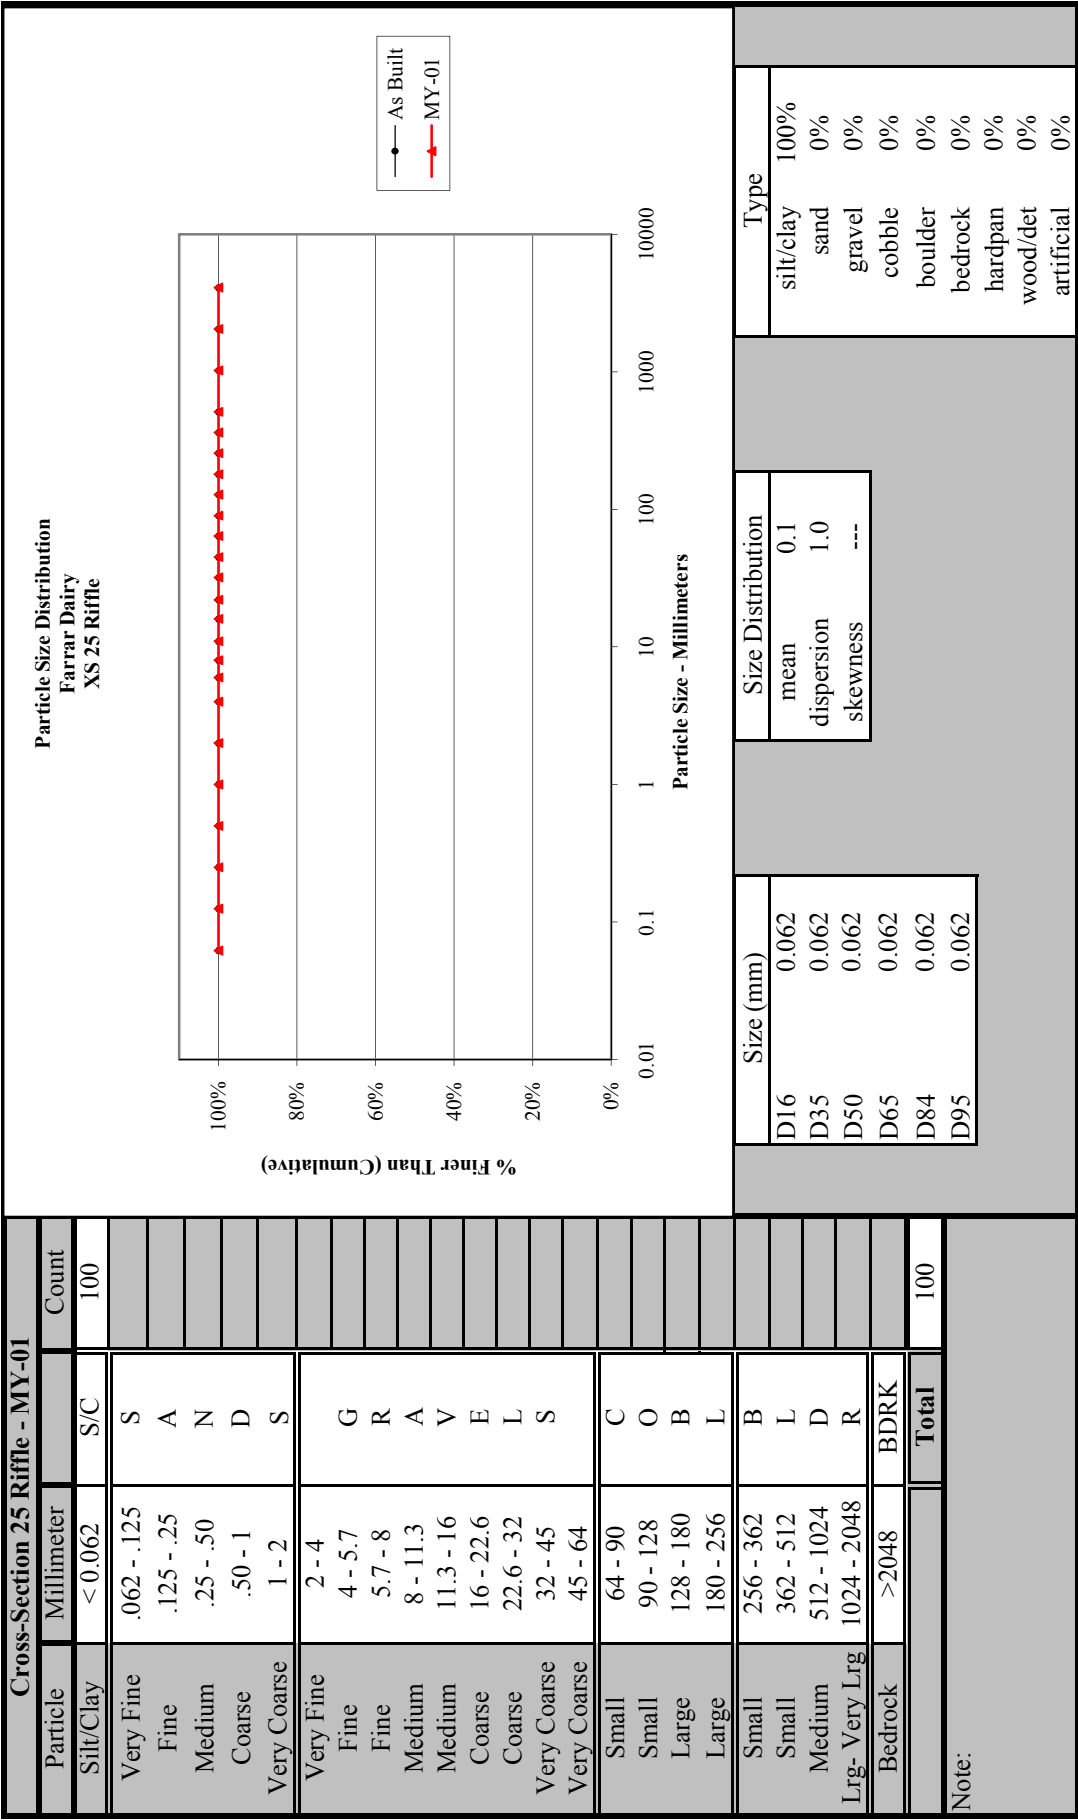 Cross-Section 25 Riffle - MY-01
Particle Millimeter Count
Silt/Clay < 0.062 S/C 100
Very Fine .062 - .125 S
Fine .125 - .25 A
Medium .25 - .50 N
Coarse .50 - 1 D
Very Coarse 1 - 2 S
Very Fine 2 - 4
Fine 4 - 5.7 G
Fine 5.7 - 8 R
Medium 8 - 11.3 A
Medium 11.3 - 16 V
Coarse 16 - 22.6 E
Coarse 22.6 - 32 L
Very Coarse 32 - 45 S
Very Coarse 45 - 64
Small 64 - 90 C
Small 90 - 128 O
Large 128 - 180 B
Large 180 - 256 L
Small 256 - 362 B
Small 362 - 512 L
Medium 512 - 1024 D
Lrg- Very Lrg 1024 - 2048 R
Bedrock >2048 BDRK
Total 100
Note:
Particle Size Distribution
Farrar Dairy
XS 25 Riffle
% Finer Than (Cumulative)
100%
80%
60%
40%
20%
0%
0.01 0.1 1 10 100 1000 10000
Particle Size - Millimeters
As Built
MY-01
Size (mm)
D16 0.062
D35 0.062
D50 0.062
D65 0.062
D84 0.062
D95 0.062
Size Distribution
mean 0.1
dispersion 1.0
skewness ---
Type
silt/clay 100%
sand 0%
gravel 0%
cobble 0%
boulder 0%
bedrock 0%
hardpan 0%
wood/det 0%
artificial 0%